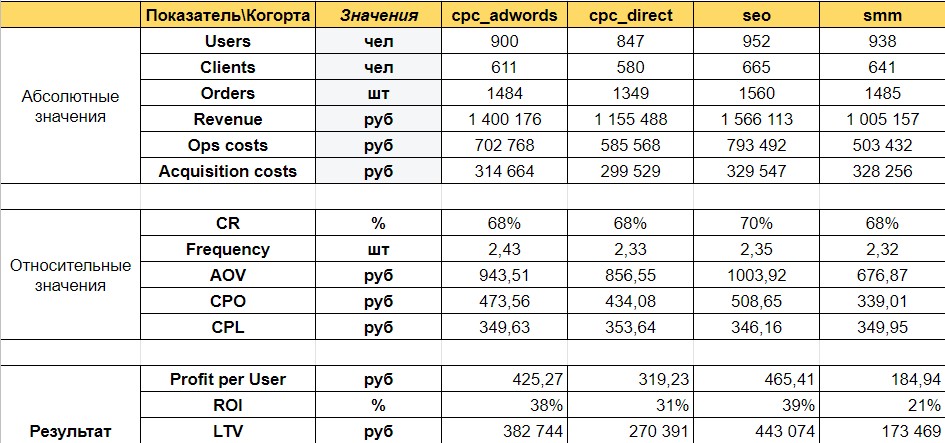 Показатель\Когорта Значения cpc_adwords cpc_direct seo smm
Абсолютные значения
Users чел 900 847 952 938
Clients чел 611 580 665 641
Orders шт 1484 1349 1560 1485
Revenue руб 1 400 176 1 155 488 1 566 113 1 005 157
Ops costs руб 702 768 585 568 793 492 503 432
Acquisition costs руб 314 664 299 529 329 547 328 256
Относительные значения
CR % 68% 68% 70% 68%
Frequency шт 2,43 2,33 2,35 2,32
AOV руб 943,51 856,55 1003,92 676,87
CPO руб 473,56 434,08 508,65 339,01
CPL руб 349,63 353,64 346,16 349,95
Profit per User руб 425,27 319,23 465,41 184,94
ROI % 38% 31% 39% 21%
Результат LTV руб 382 744 270 391 443 074 173 469